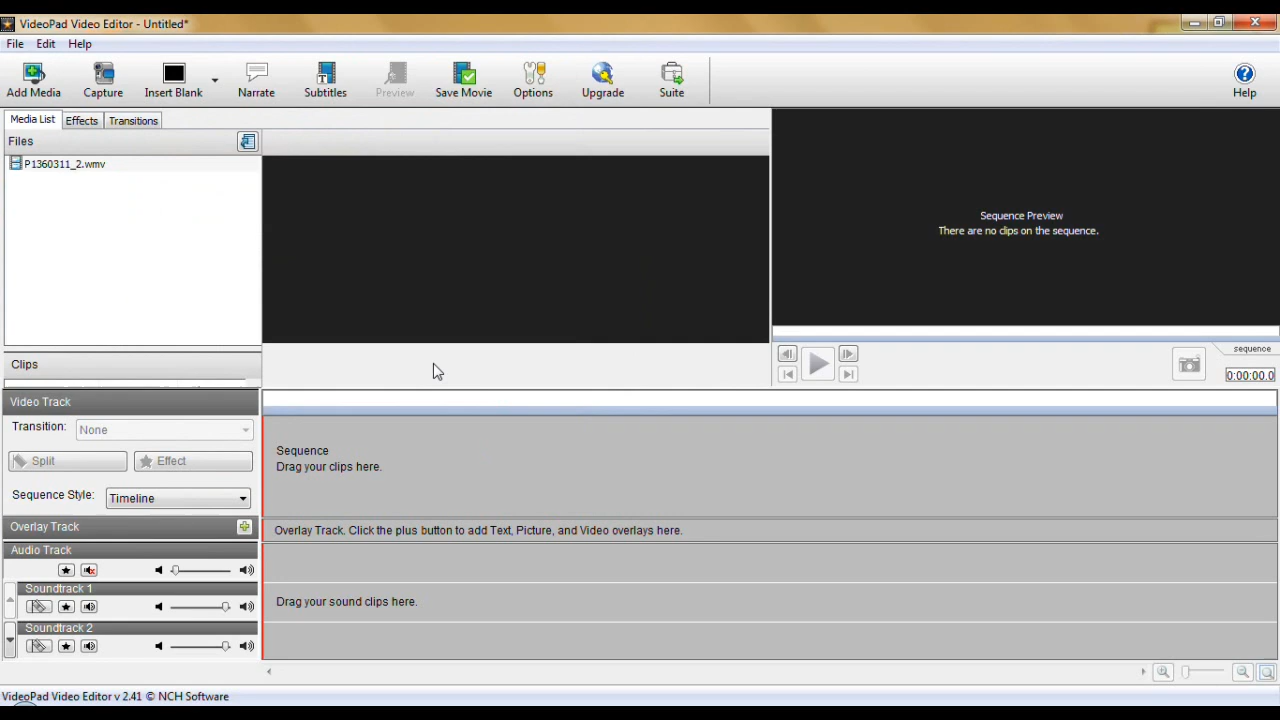 VideoPad Video Editor - Untitled*
File Edit Help
Add Media Capture Insert Blank Narrate Subtitles Preview Save Movie Options Upgrade Suite Help
Media List Effects Transitions
Files
P1360311_2.wmv
Sequence Preview
There are no clips on the sequence.
Clips
sequence
0:00:00.0
Video Track
Transition: None
Split Effect
Sequence
Drag your clips here.
Sequence Style: Timeline
Overlay Track
Overlay Track. Click the plus button to add Text, Picture, and Video overlays here.
Audio Track
Soundtrack 1
Drag your sound clips here.
Soundtrack 2
VideoPad Video Editor v 2.41 © NCH Software